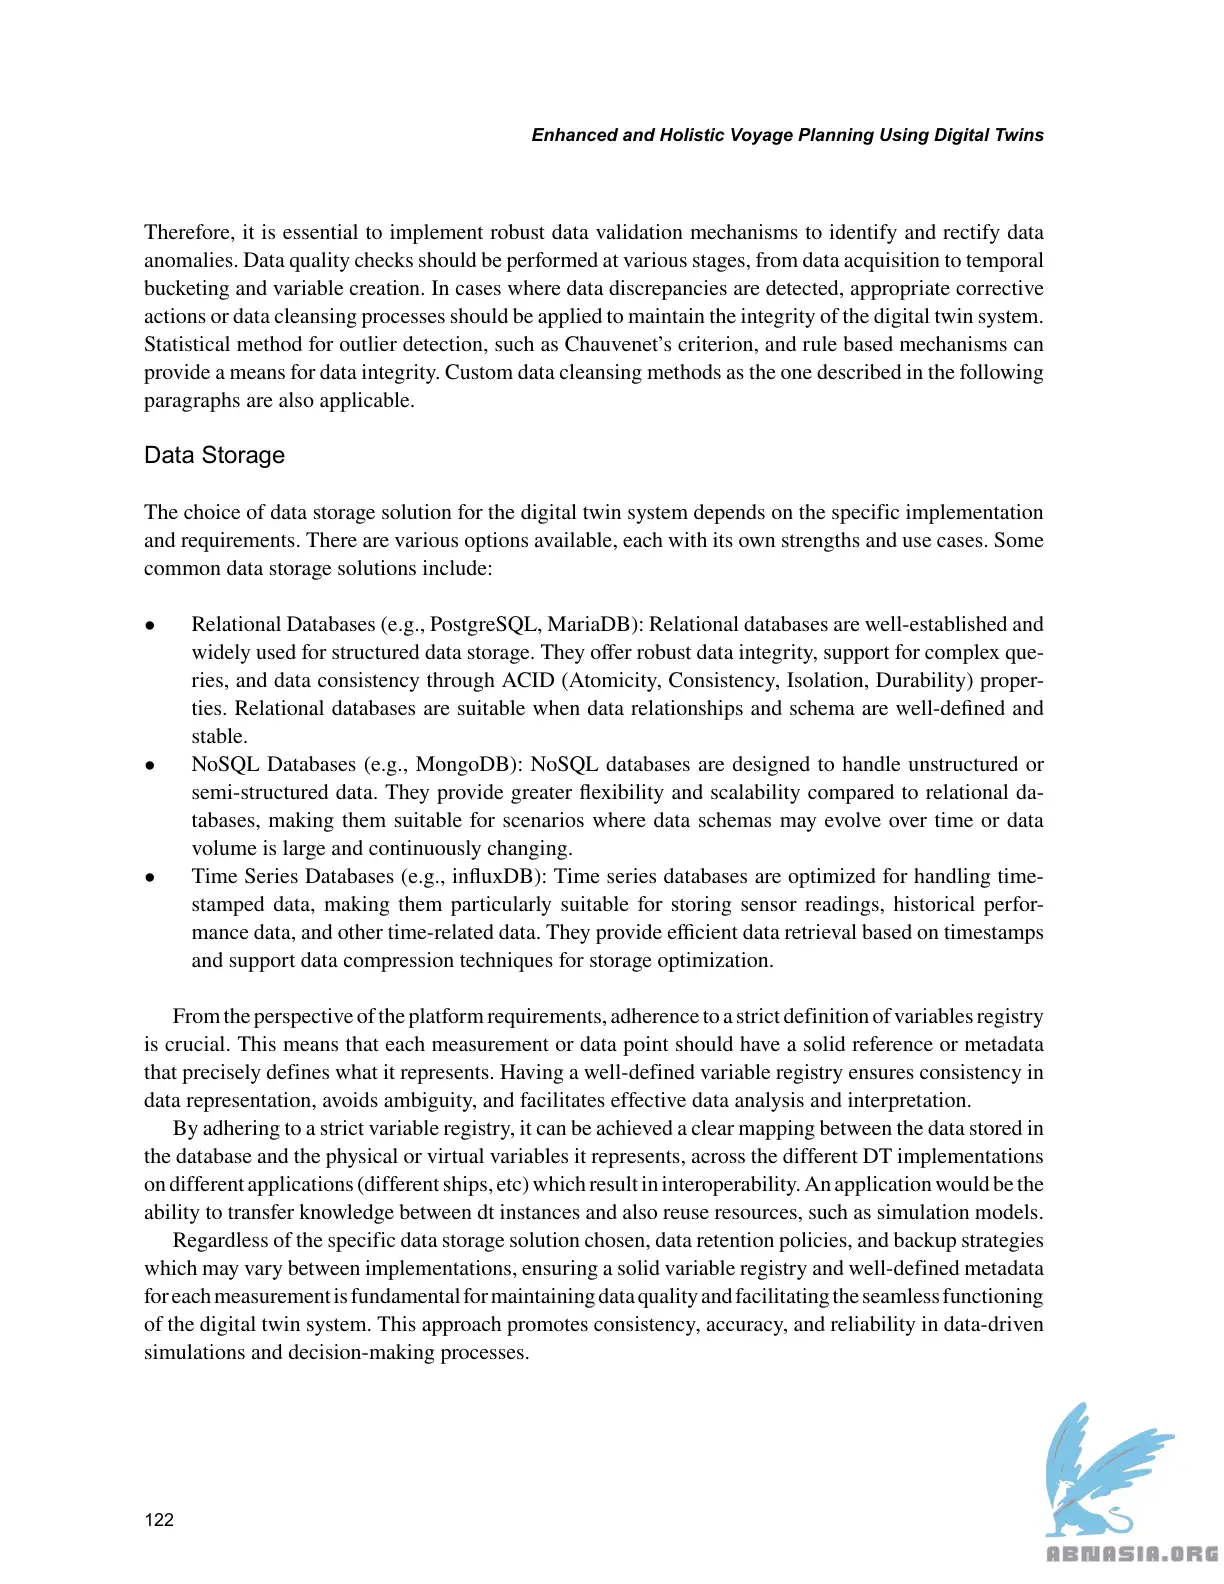 Enhanced and Holistic Voyage Planning Using Digital Twins
Therefore, it is essential to implement robust data validation mechanisms to identify and rectify data
anomalies. Data quality checks should be performed at various stages, from data acquisition to temporal
bucketing and variable creation. In cases where data discrepancies are detected, appropriate corrective
actions or data cleansing processes should be applied to maintain the integrity of the digital twin system.
Statistical method for outlier detection, such as Chauvenet’s criterion, and rule based mechanisms can
provide a means for data integrity. Custom data cleansing methods as the one described in the following
paragraphs are also applicable.
Data Storage
The choice of data storage solution for the digital twin system depends on the specific implementation
and requirements. There are various options available, each with its own strengths and use cases. Some
common data storage solutions include:
● Relational Databases (e.g., PostgreSQL, MariaDB): Relational databases are well-established and
widely used for structured data storage. They offer robust data integrity, support for complex que-
ries, and data consistency through ACID (Atomicity, Consistency, Isolation, Durability) proper-
ties. Relational databases are suitable when data relationships and schema are well-defined and
stable.
● NoSQL Databases (e.g., MongoDB): NoSQL databases are designed to handle unstructured or
semi-structured data. They provide greater flexibility and scalability compared to relational da-
tabases, making them suitable for scenarios where data schemas may evolve over time or data
volume is large and continuously changing.
● Time Series Databases (e.g., influxDB): Time series databases are optimized for handling time-
stamped data, making them particularly suitable for storing sensor readings, historical perfor-
mance data, and other time-related data. They provide efficient data retrieval based on timestamps
and support data compression techniques for storage optimization.
From the perspective of the platform requirements, adherence to a strict definition of variables registry
is crucial. This means that each measurement or data point should have a solid reference or metadata
that precisely defines what it represents. Having a well-defined variable registry ensures consistency in
data representation, avoids ambiguity, and facilitates effective data analysis and interpretation.
By adhering to a strict variable registry, it can be achieved a clear mapping between the data stored in
the database and the physical or virtual variables it represents, across the different DT implementations
on different applications (different ships, etc) which result in interoperability. An application would be the
ability to transfer knowledge between dt instances and also reuse resources, such as simulation models.
Regardless of the specific data storage solution chosen, data retention policies, and backup strategies
which may vary between implementations, ensuring a solid variable registry and well-defined metadata
for each measurement is fundamental for maintaining data quality and facilitating the seamless functioning
of the digital twin system. This approach promotes consistency, accuracy, and reliability in data-driven
simulations and decision-making processes.
122
ABNASIA.ORG